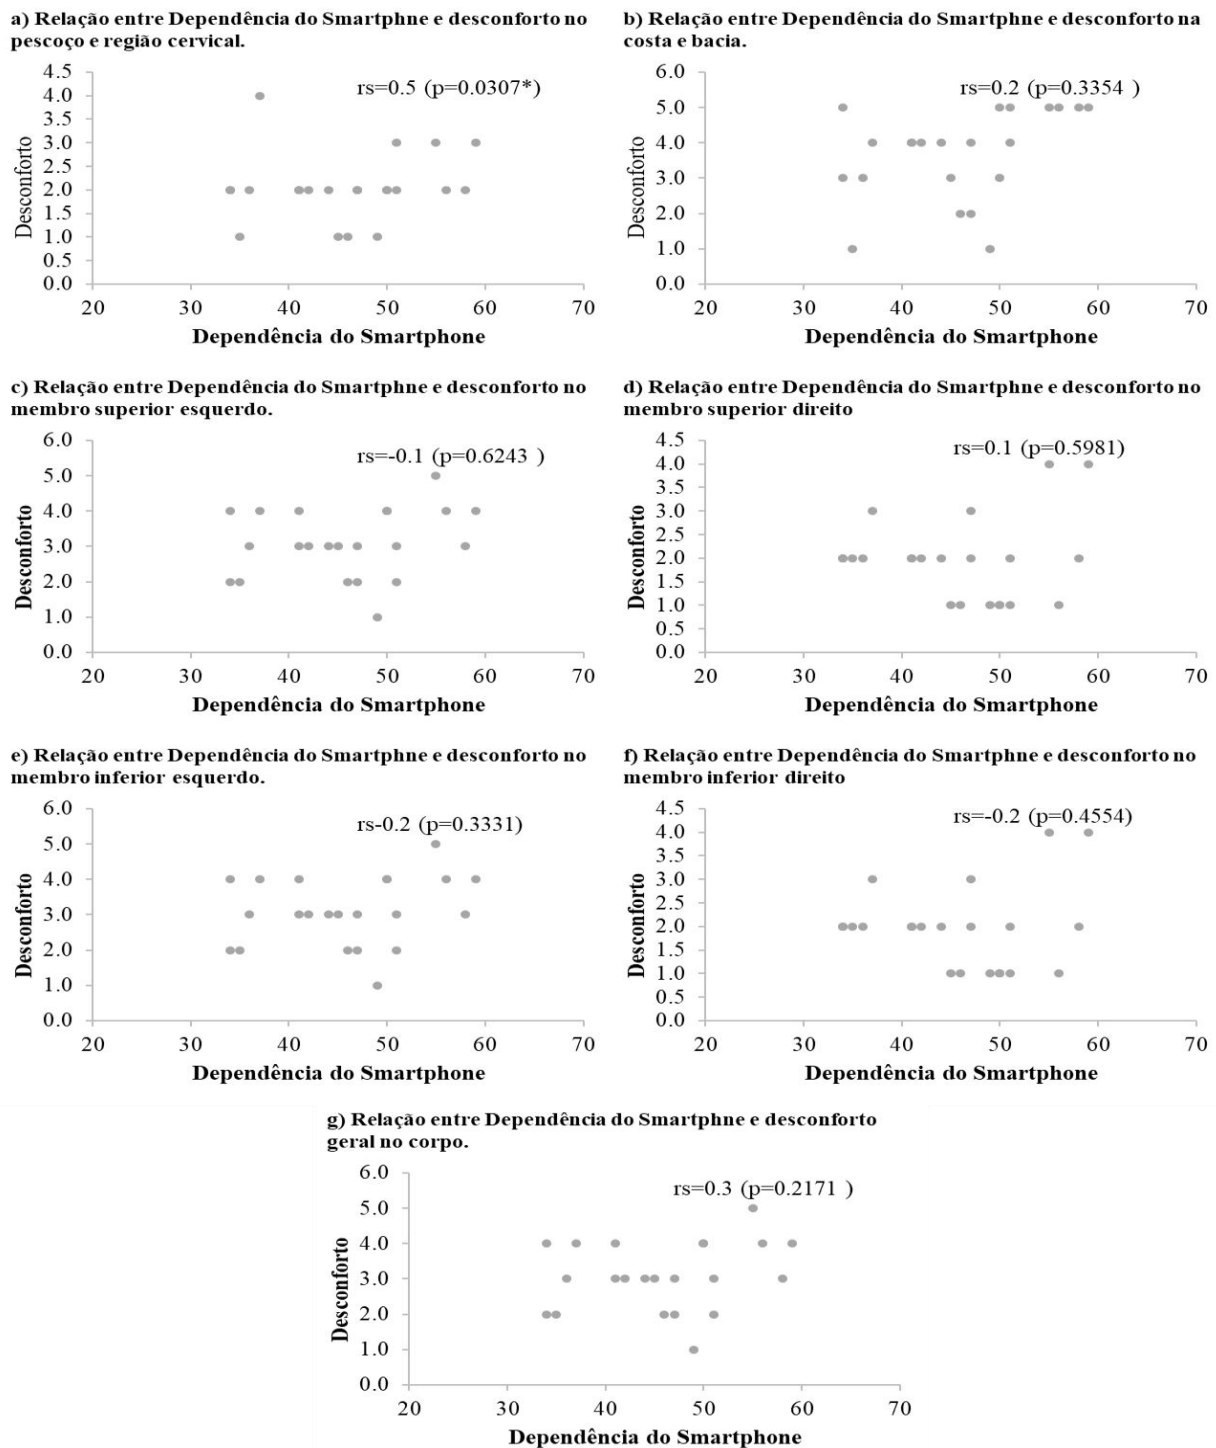 a) Relação entre Dependência do Smartphne e desconforto no
pescoço e região cervical.
4.5
4.0
3.5
3.0
2.5
2.0
1.5
1.0
0.5
0.0
Desconforto
rs=0.5 (p=0.0307*)
20 30 40 50 60 70
Dependência do Smartphone
b) Relação entre Dependência do Smartphne e desconforto na
costa e bacia.
6.0
5.0
4.0
3.0
2.0
1.0
0.0
Desconforto
rs=0.2 (p=0.3354 )
20 30 40 50 60 70
Dependência do Smartphone
c) Relação entre Dependência do Smartphne e desconforto no
membro superior esquerdo.
6.0
5.0
4.0
3.0
2.0
1.0
0.0
Desconforto
rs=-0.1 (p=0.6243 )
20 30 40 50 60 70
Dependência do Smartphone
d) Relação entre Dependência do Smartphne e desconforto no
membro superior direito
4.5
4.0
3.5
3.0
2.5
2.0
1.5
1.0
0.5
0.0
Desconforto
rs=0.1 (p=0.5981)
20 30 40 50 60 70
Dependência do Smartphone
e) Relação entre Dependência do Smartphne e desconforto no
membro inferior esquerdo.
6.0
5.0
4.0
3.0
2.0
1.0
0.0
Desconforto
rs-0.2 (p=0.3331)
20 30 40 50 60 70
Dependência do Smartphone
f) Relação entre Dependência do Smartphne e desconforto no
membro inferior direito
4.5
4.0
3.5
3.0
2.5
2.0
1.5
1.0
0.5
0.0
Desconforto
rs=-0.2 (p=0.4554)
20 30 40 50 60 70
Dependência do Smartphone
g) Relação entre Dependência do Smartphne e desconforto
geral no corpo.
6.0
5.0
4.0
3.0
2.0
1.0
0.0
Desconforto
rs=0.3 (p=0.2171 )
20 30 40 50 60 70
Dependência do Smartphone